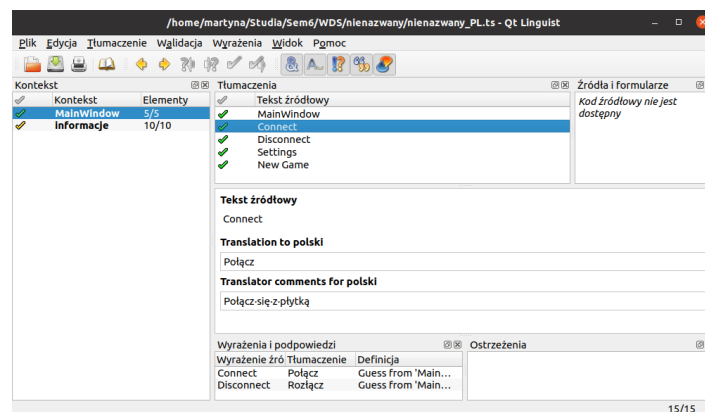 /home/martyna/Studia/Sem6/WDS/nienazwany/nienazwany_PL.ts - Qt Linguist
Plik Edycja Tłumaczenie Walidacja Wyrażenia Widok Pomoc
Kontekst
Kontekst Elementy
MainWindow 5/5
informacje 10/10
Tłumaczenia
Tekst źródłowy
MainWindow
Connect
Disconnect
Settings
New Game
Źródła i formularze
Kod źródłowy nie jest
dostępny
Tekst źródłowy
Connect
Translation to polski
Połącz
Translator comments for polski
Połącz·się·z·płytką
Wyrażenia i podpowiedzi
Wyrażenie źró Tłumaczenie Definicja
Connect Połącz Guess from 'Main...
Disconnect Rozłącz Guess from 'Main...
Ostrzeżenia
15/15